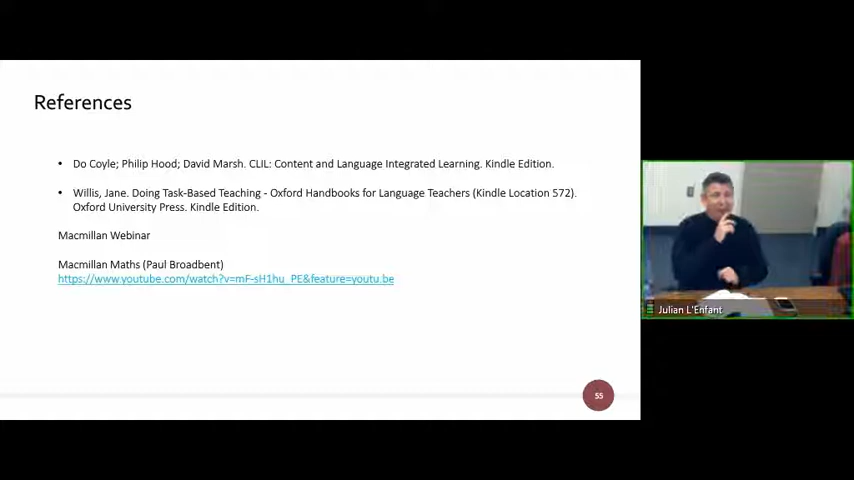 References
• Do Coyle; Philip Hood; David Marsh. CLIL: Content and Language Integrated Learning. Kindle Edition.
• Willis, Jane. Doing Task-Based Teaching - Oxford Handbooks for Language Teachers (Kindle Location 572).
Oxford University Press. Kindle Edition.
Macmillan Webinar
Macmillan Maths (Paul Broadbent)
https://www.youtube.com/watch?v=mF-sH1hu_PE&feature=youtu.be
55
Julian L'Enfant